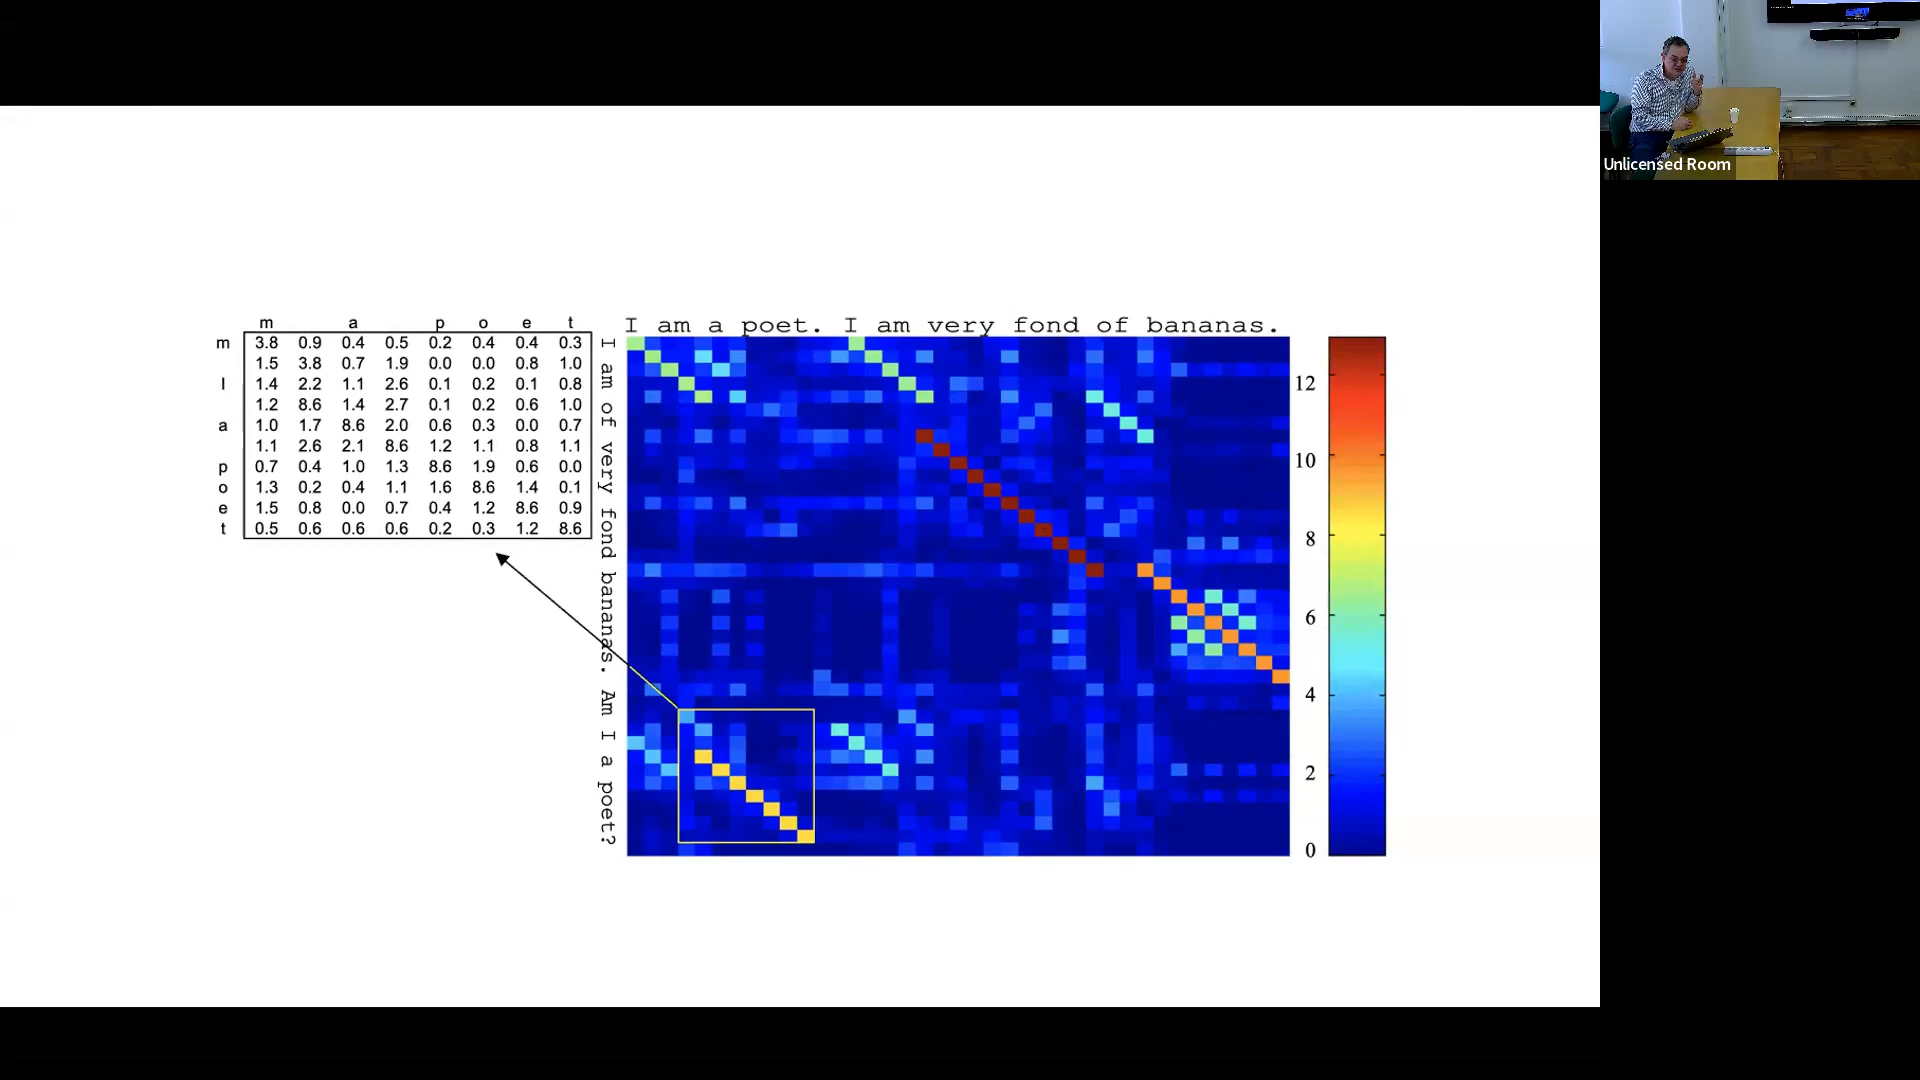 Unlicensed Room
m a p o e t
m 3.8 0.9 0.4 0.5 0.2 0.4 0.4 0.3
1.5 3.8 0.7 1.9 0.0 0.0 0.8 1.0
I 1.4 2.2 1.1 2.6 0.1 0.2 0.1 0.8
1.2 8.6 1.4 2.7 0.1 0.2 0.6 1.0
a 1.0 1.7 8.6 2.0 0.6 0.3 0.0 0.7
1.1 2.6 2.1 8.6 1.2 1.1 0.8 1.1
p 0.7 0.4 1.0 1.3 8.6 1.9 0.6 0.0
o 1.3 0.2 0.4 1.1 1.6 8.6 1.4 0.1
e 1.5 0.8 0.0 0.7 0.4 1.2 8.6 0.9
t 0.5 0.6 0.6 0.6 0.2 0.3 1.2 8.6
I am a poet. I am very fond of bananas.
I am of very fond bananas. Am I a poet?
12
10
8
6
4
2
0